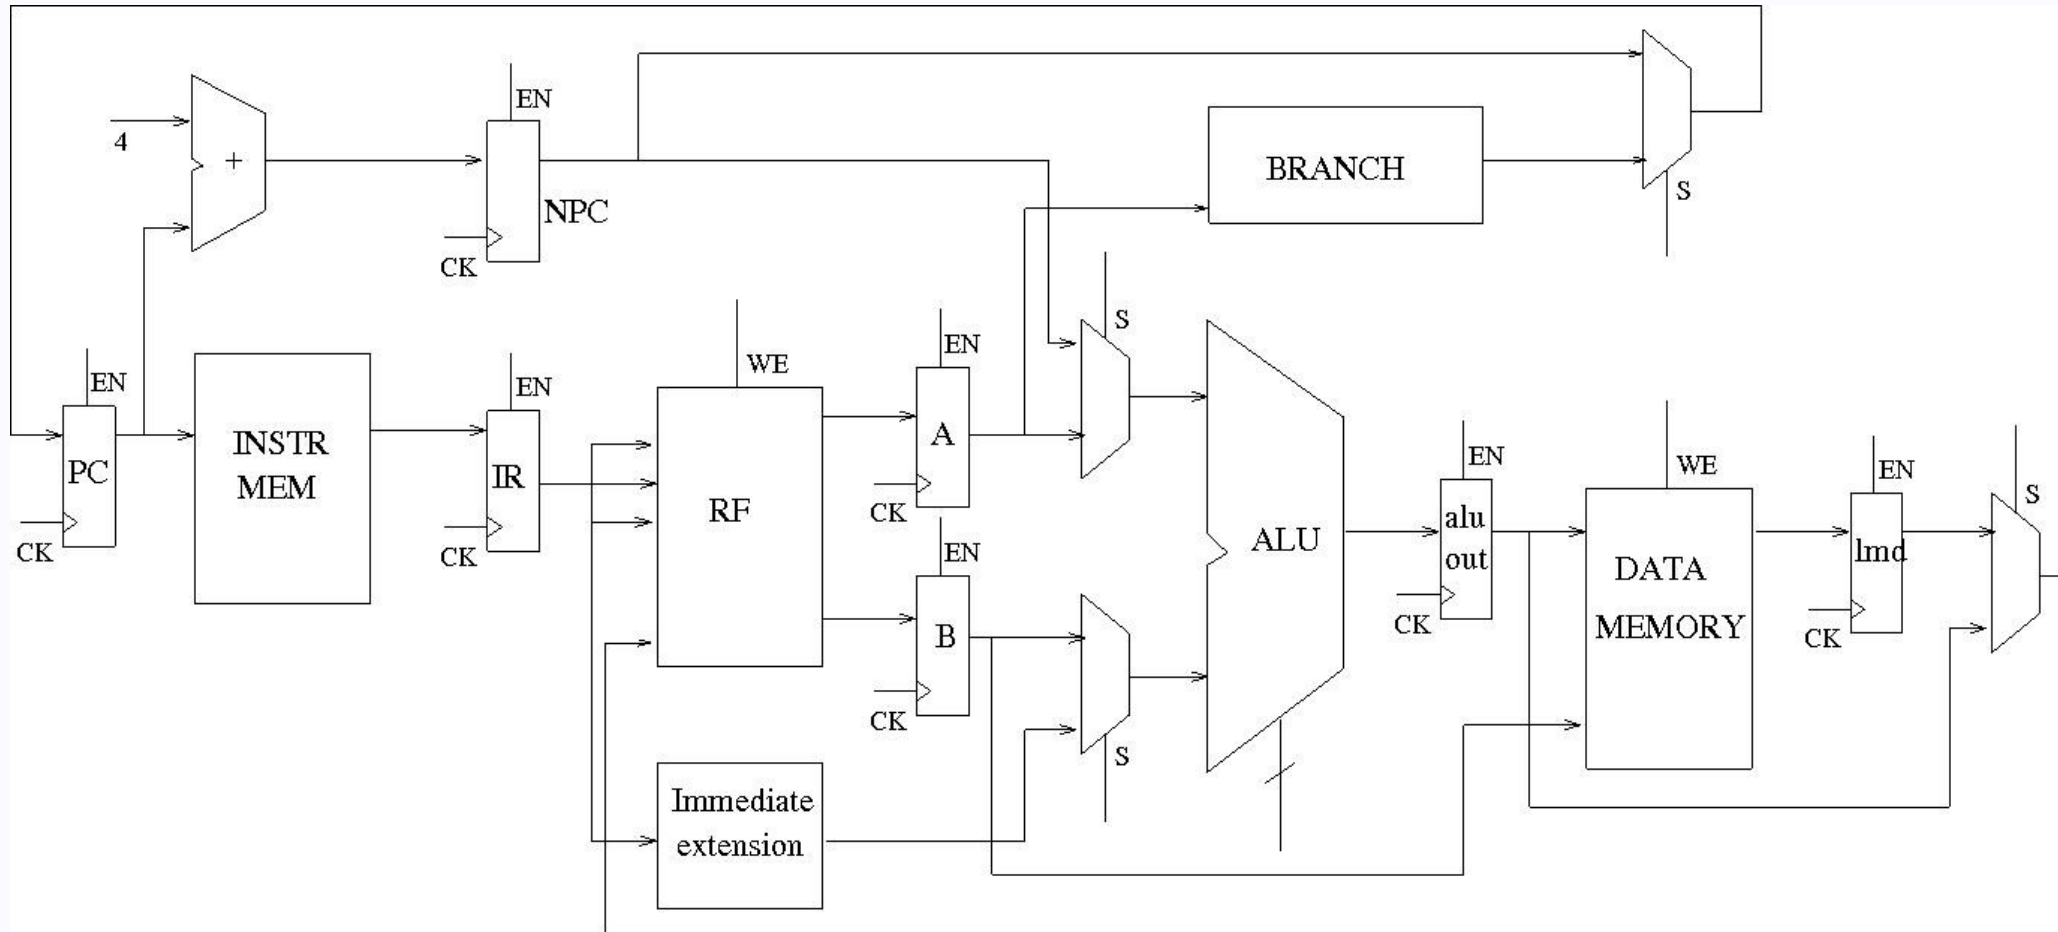 EN
4
+
BRANCH
NPC
S
CK
S
EN
WE
EN
EN
PC
INSTR
MEM
IR
A
RF
EN
WE
EN
S
CK
CK
CK
EN
alu
out
ALU
lmd
DATA
MEMORY
B
CK
CK
CK
S
Immediate
extension